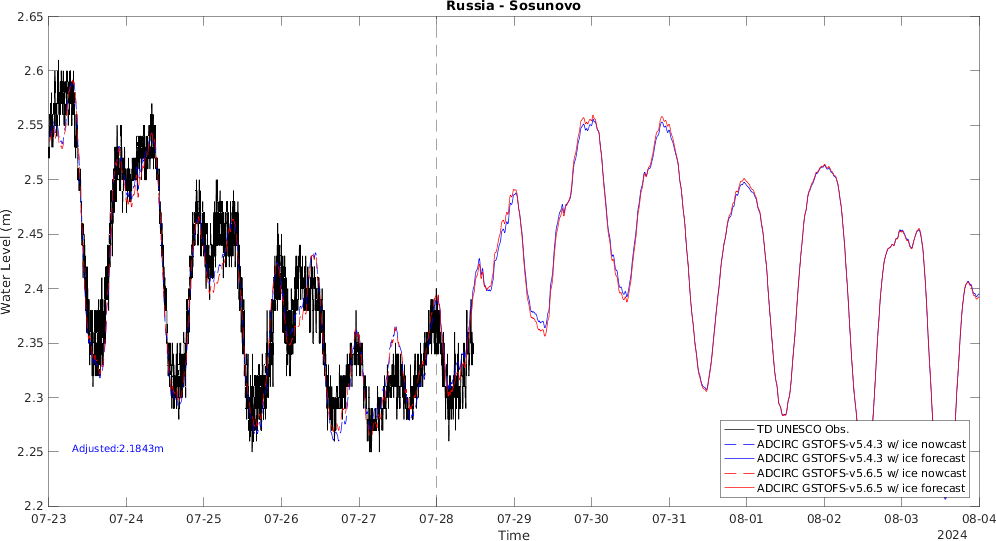 Russia - Sosunovo
Water Level (m)
2.65
2.6
2.55
2.5
2.45
2.4
2.35
2.3
2.25
2.2
Adjusted:2.1843m
TD UNESCO Obs.
ADCIRC GSTOFS-v5.4.3 w/ ice nowcast
ADCIRC GSTOFS-v5.4.3 w/ ice forecast
ADCIRC GSTOFS-v5.6.5 w/ ice nowcast
ADCIRC GSTOFS-v5.6.5 w/ ice forecast
07-23 07-24 07-25 07-26 07-27 07-28 07-29 07-30 07-31 08-01 08-02 08-03 08-04
Time
2024